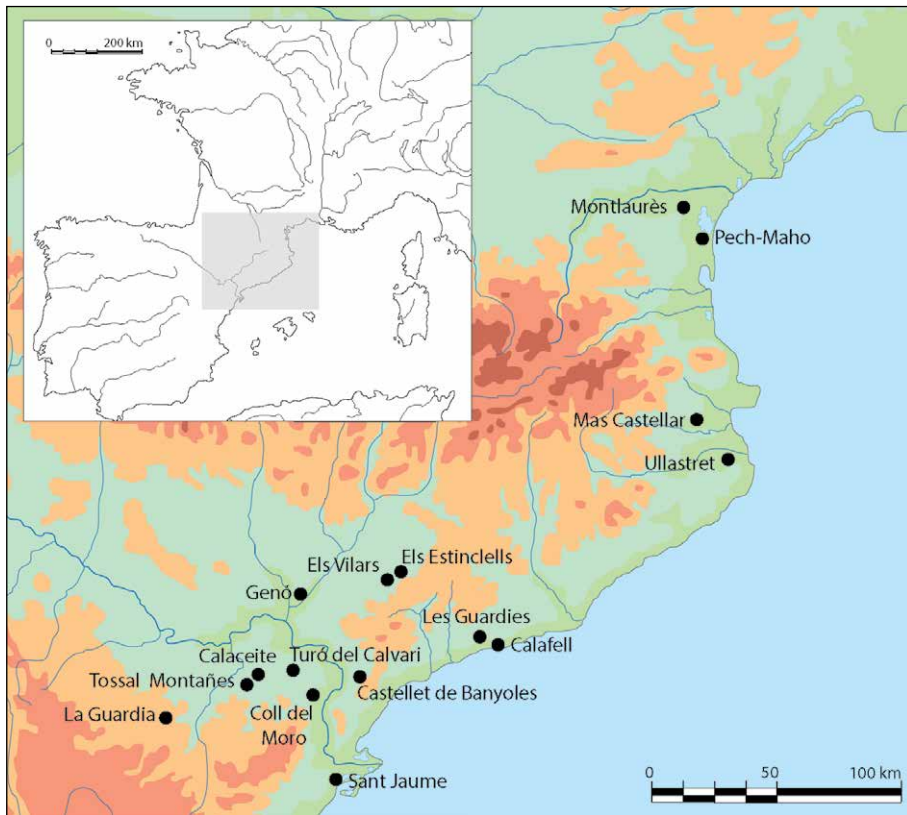 0 200 km
Montlaurès
Pech-Maho
Mas Castellar
Ullastret
Els Vilars
Els Estinclells
Genó
Les Guardies
Calafell
Calaceite
Turó del Calvari
Tossal Montañes
Castellet de Banyoles
La Guardia
Coll del
Moro
Sant Jaume
0 50 100 km